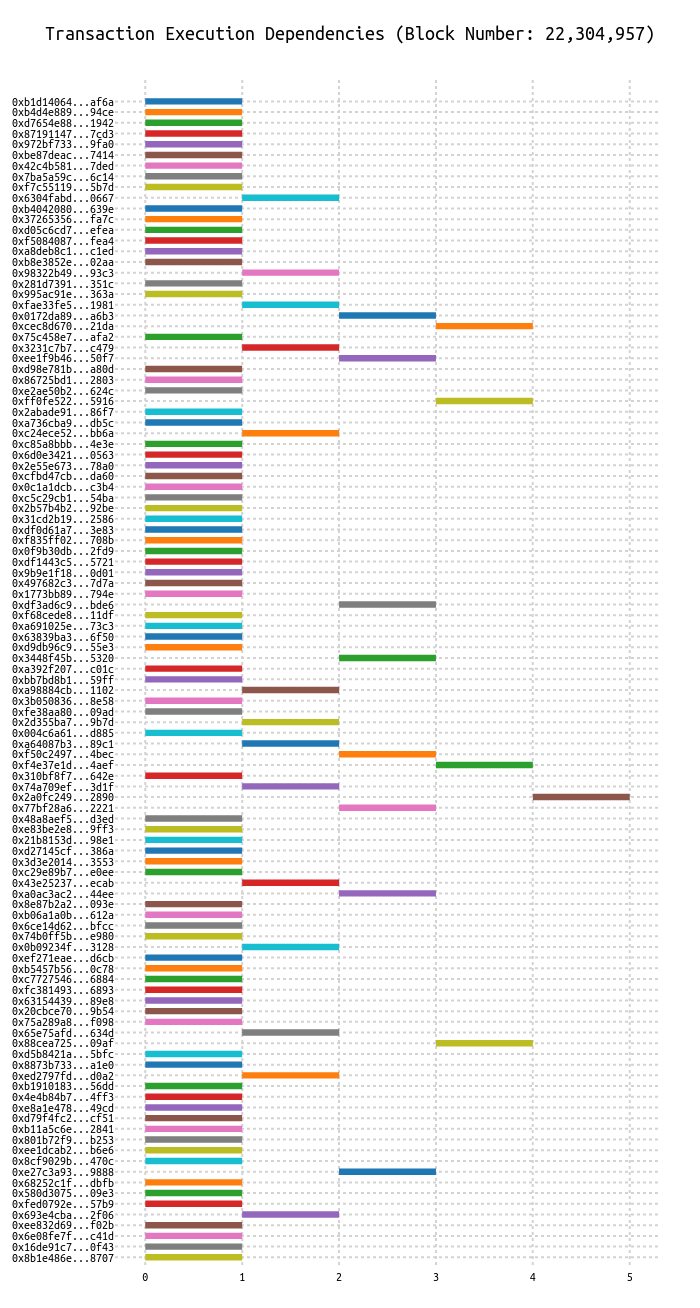 Transaction Execution Dependencies (Block Number: 22,304,957)
0xb1d14064...af6a
0xb4d4e889...94ce
0xd7654e88...1942
0x87191147...7cd3
0x972bf733...9fa0
0xbe87deac...7414
0x42c4b581...7ded
0x7ba5a59c...6c14
0xf7c55119...5b7d
0x6304fabd...0667
0xb4042080...639e
0x37265356...fa7c
0xd05c6cd7...efea
0xf5084087...fea4
0xa8deb8c1...c1ed
0xb8e3852e...02aa
0x98322b49...93c3
0x281d7391...351c
0x995ac91e...363a
0xfae33fe5...1981
0x0172da89...a6b3
0xcec8d670...21da
0x75c458e7...afa2
0x3231c7b7...c479
0xee1f9b46...50f7
0xd98e781b...a80d
0x86725bd1...2803
0xe2ae50b2...624c
0xff0fe522...5916
0x2abade91...86f7
0xa736cba9...db5c
0xc24ece52...bb6a
0xc85a8bbb...4e3e
0x6d0e3421...0563
0x2e55e673...78a0
0xcfbd47cb...da60
0x0c1a1dcb...c3b4
0xc5c29cb1...54ba
0x2b57b4b2...92be
0x31cd2b19...2586
0xdf0d61a7...3e83
0xf835ff02...708b
0x0f9b30db...2fd9
0xdf1443c5...5721
0x9b9e1f18...0d01
0x497682c3...7d7a
0x1773bb89...794e
0xdf3ad6c9...bde6
0xf68cede8...11df
0xa691025e...73c3
0x63839ba3...6f50
0xd9db96c9...55e3
0x3448f45b...5320
0xa392f207...c01c
0xbb7bd8b1...59ff
0xa98884cb...1102
0x3b050836...8e58
0xfe38aa80...09ad
0x2d355ba7...9b7d
0x004c6a61...d885
0xa64087b3...89c1
0xf50c2497...4bec
0xf4e37e1d...4aef
0x310bf8f7...642e
0x74a709ef...3d1f
0x2a0fc249...2890
0x77bf28a6...2221
0x48a8aef5...d3ed
0xe83be2e8...9ff3
0x21b8153d...98e1
0xd27145cf...386a
0x3d3e2014...3553
0xc29e89b7...e0ee
0x43e25237...ecab
0xa0ac3ac2...44ee
0x8e87b2a2...093e
0xb06a1a0b...612a
0x6ce14d62...bfcc
0x74b0ff5b...e980
0x0b09234f...3128
0xef271eae...d6cb
0xb5457b56...0c78
0xc7727546...6884
0xfc381493...6893
0x63154439...89e8
0x20cbce70...9b54
0x75a289a8...f098
0x65e75afd...634d
0x88cea725...09af
0xd5b8421a...5bfc
0x8873b733...a1e0
0xed2797fd...d0a2
0xb1910183...56dd
0x4e4b84b7...4ff3
0xe8a1e478...49cd
0xd79f4fc2...cf51
0xb11a5c6e...2841
0x801b72f9...b253
0xee1dcab2...b6e6
0x8cf9029b...470c
0xe27c3a93...9888
0x68252c1f...dbfb
0x580d3075...09e3
0xfed0792e...57b9
0x693e4cba...2f06
0xee832d69...f02b
0x6e08fe7f...c41d
0x16de91c7...0f43
0x8b1e486e...8707
0 1 2 3 4 5